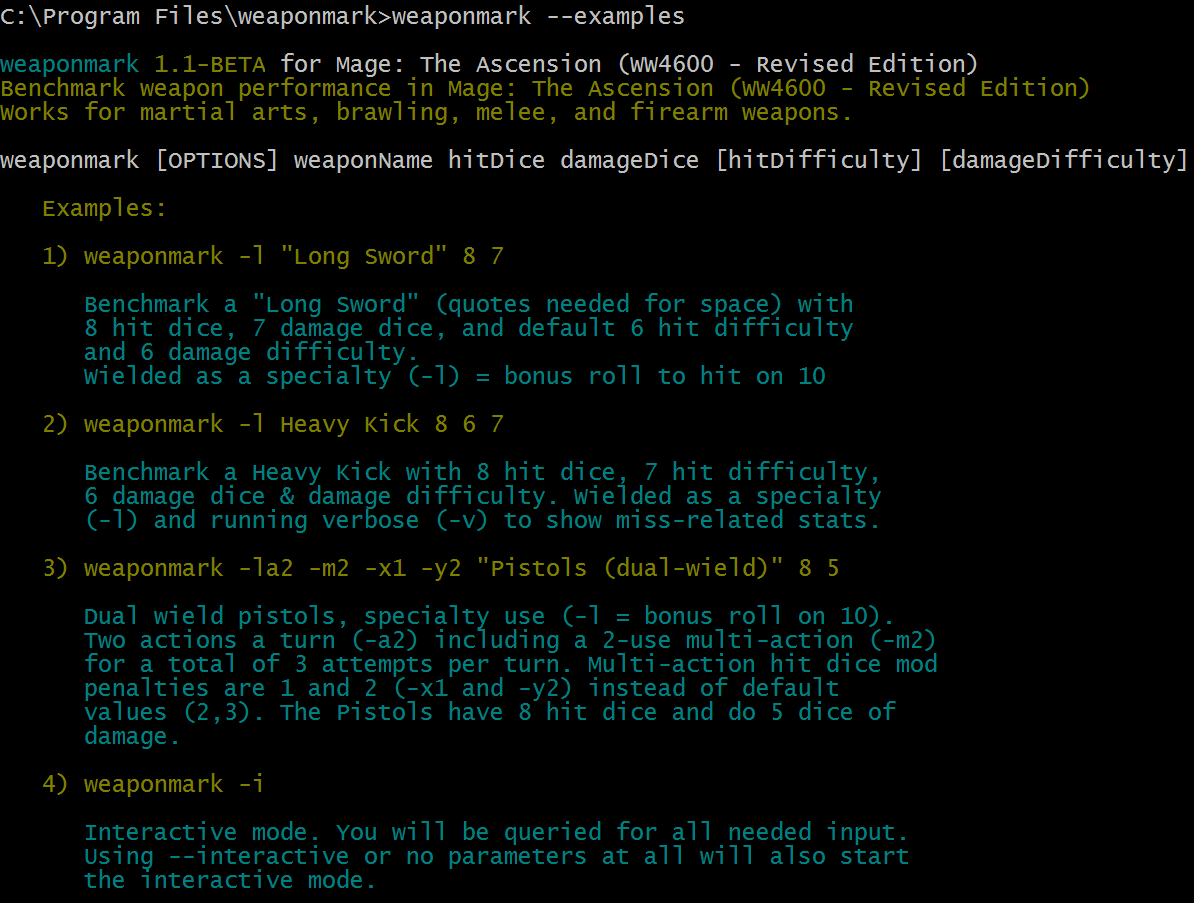 C:\Program Files\weaponmark>weaponmark --examples
weaponmark 1.1-BETA for Mage: The Ascension (WW4600 - Revised Edition)
Benchmark weapon performance in Mage: The Ascension (WW4600 - Revised Edition)
Works for martial arts, brawling, melee, and firearm weapons.
weaponmark [OPTIONS] weaponName hitDice damageDice [hitDifficulty] [damageDifficulty]
Examples:
1) weaponmark -l "Long Sword" 8 7
Benchmark a "Long Sword" (quotes needed for space) with
8 hit dice, 7 damage dice, and default 6 hit difficulty
and 6 damage difficulty.
Wielded as a specialty (-l) = bonus roll to hit on 10
2) weaponmark -l Heavy Kick 8 6 7
Benchmark a Heavy Kick with 8 hit dice, 7 hit difficulty,
6 damage dice & damage difficulty. Wielded as a specialty
(-l) and running verbose (-v) to show miss-related stats.
3) weaponmark -la2 -m2 -x1 -y2 "Pistols (dual-wield)" 8 5
Dual wield pistols, specialty use (-l = bonus roll on 10).
Two actions a turn (-a2) including a 2-use multi-action (-m2)
for a total of 3 attempts per turn. Multi-action hit dice mod
penalties are 1 and 2 (-x1 and -y2) instead of default
values (2,3). The Pistols have 8 hit dice and do 5 dice of
damage.
4) weaponmark -i
Interactive mode. You will be queried for all needed input.
Using --interactive or no parameters at all will also start
the interactive mode.